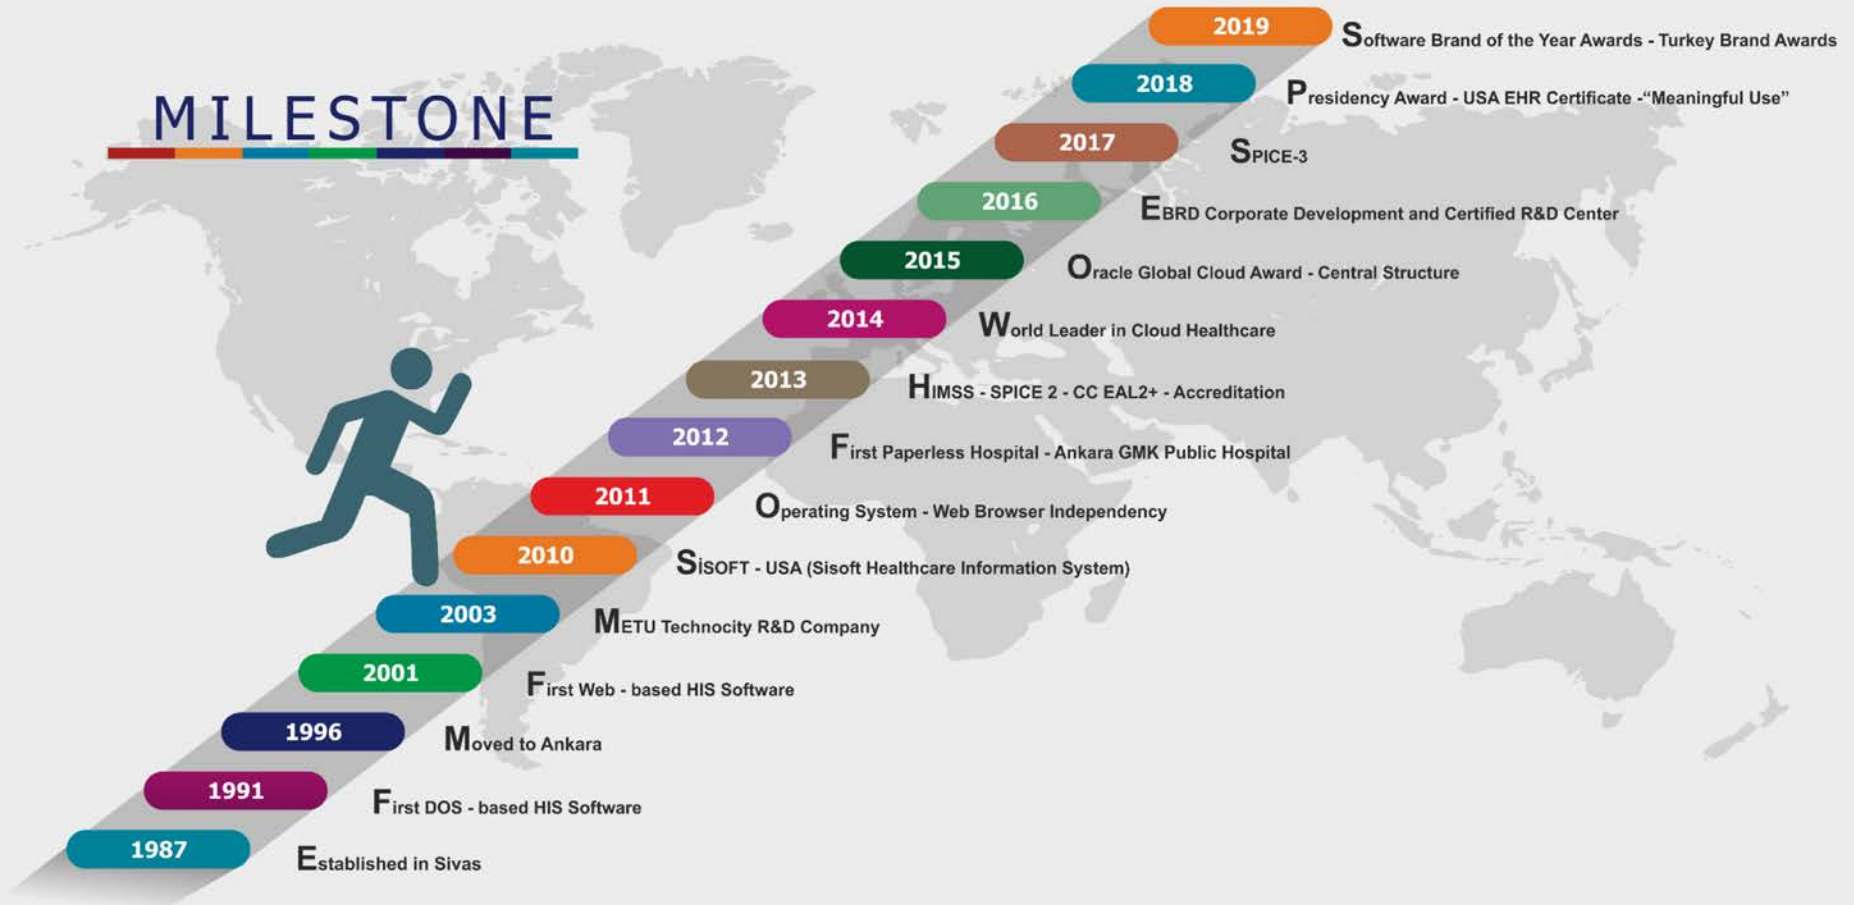 MILESTONE
2019 Software Brand of the Year Awards - Turkey Brand Awards
2018 Presidency Award - USA EHR Certificate -“Meaningful Use”
2017 SPICE-3
2016 EBRD Corporate Development and Certified R&D Center
2015 Oracle Global Cloud Award - Central Structure
2014 World Leader in Cloud Healthcare
2013 HIMSS - SPICE 2 - CC EAL2+ - Accreditation
2012 First Paperless Hospital - Ankara GMK Public Hospital
2011 Operating System - Web Browser Independency
2010 SİSOFT - USA (Sisoft Healthcare Information System)
2003 METU Technocity R&D Company
2001 First Web - based HIS Software
1996 Moved to Ankara
1991 First DOS - based HIS Software
1987 Established in Sivas